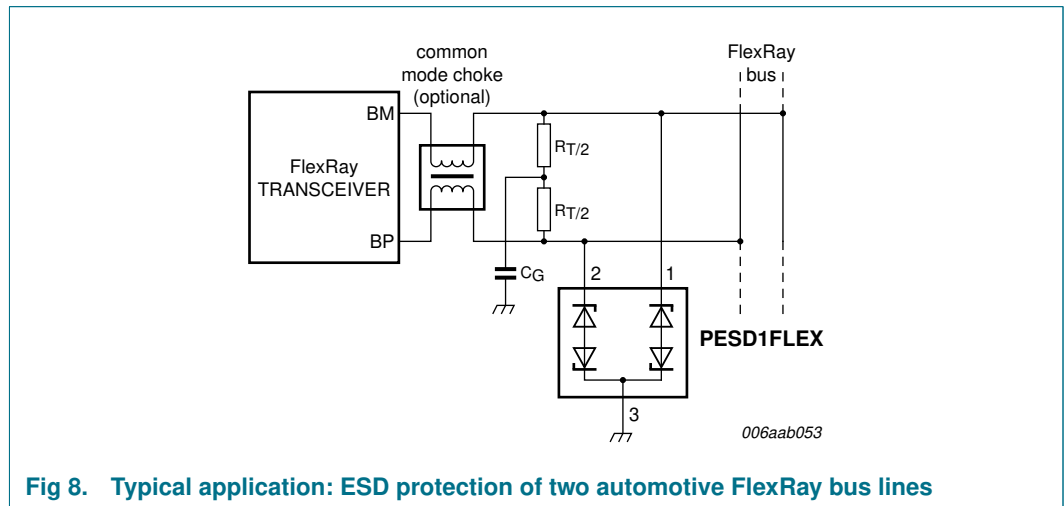 common
mode choke
(optional)
FlexRay
bus
BM
FlexRay
TRANSCEIVER
BP
RT/2
RT/2
CG
2
1
PESD1FLEX
3
006aab053
Fig 8. Typical application: ESD protection of two automotive FlexRay bus lines